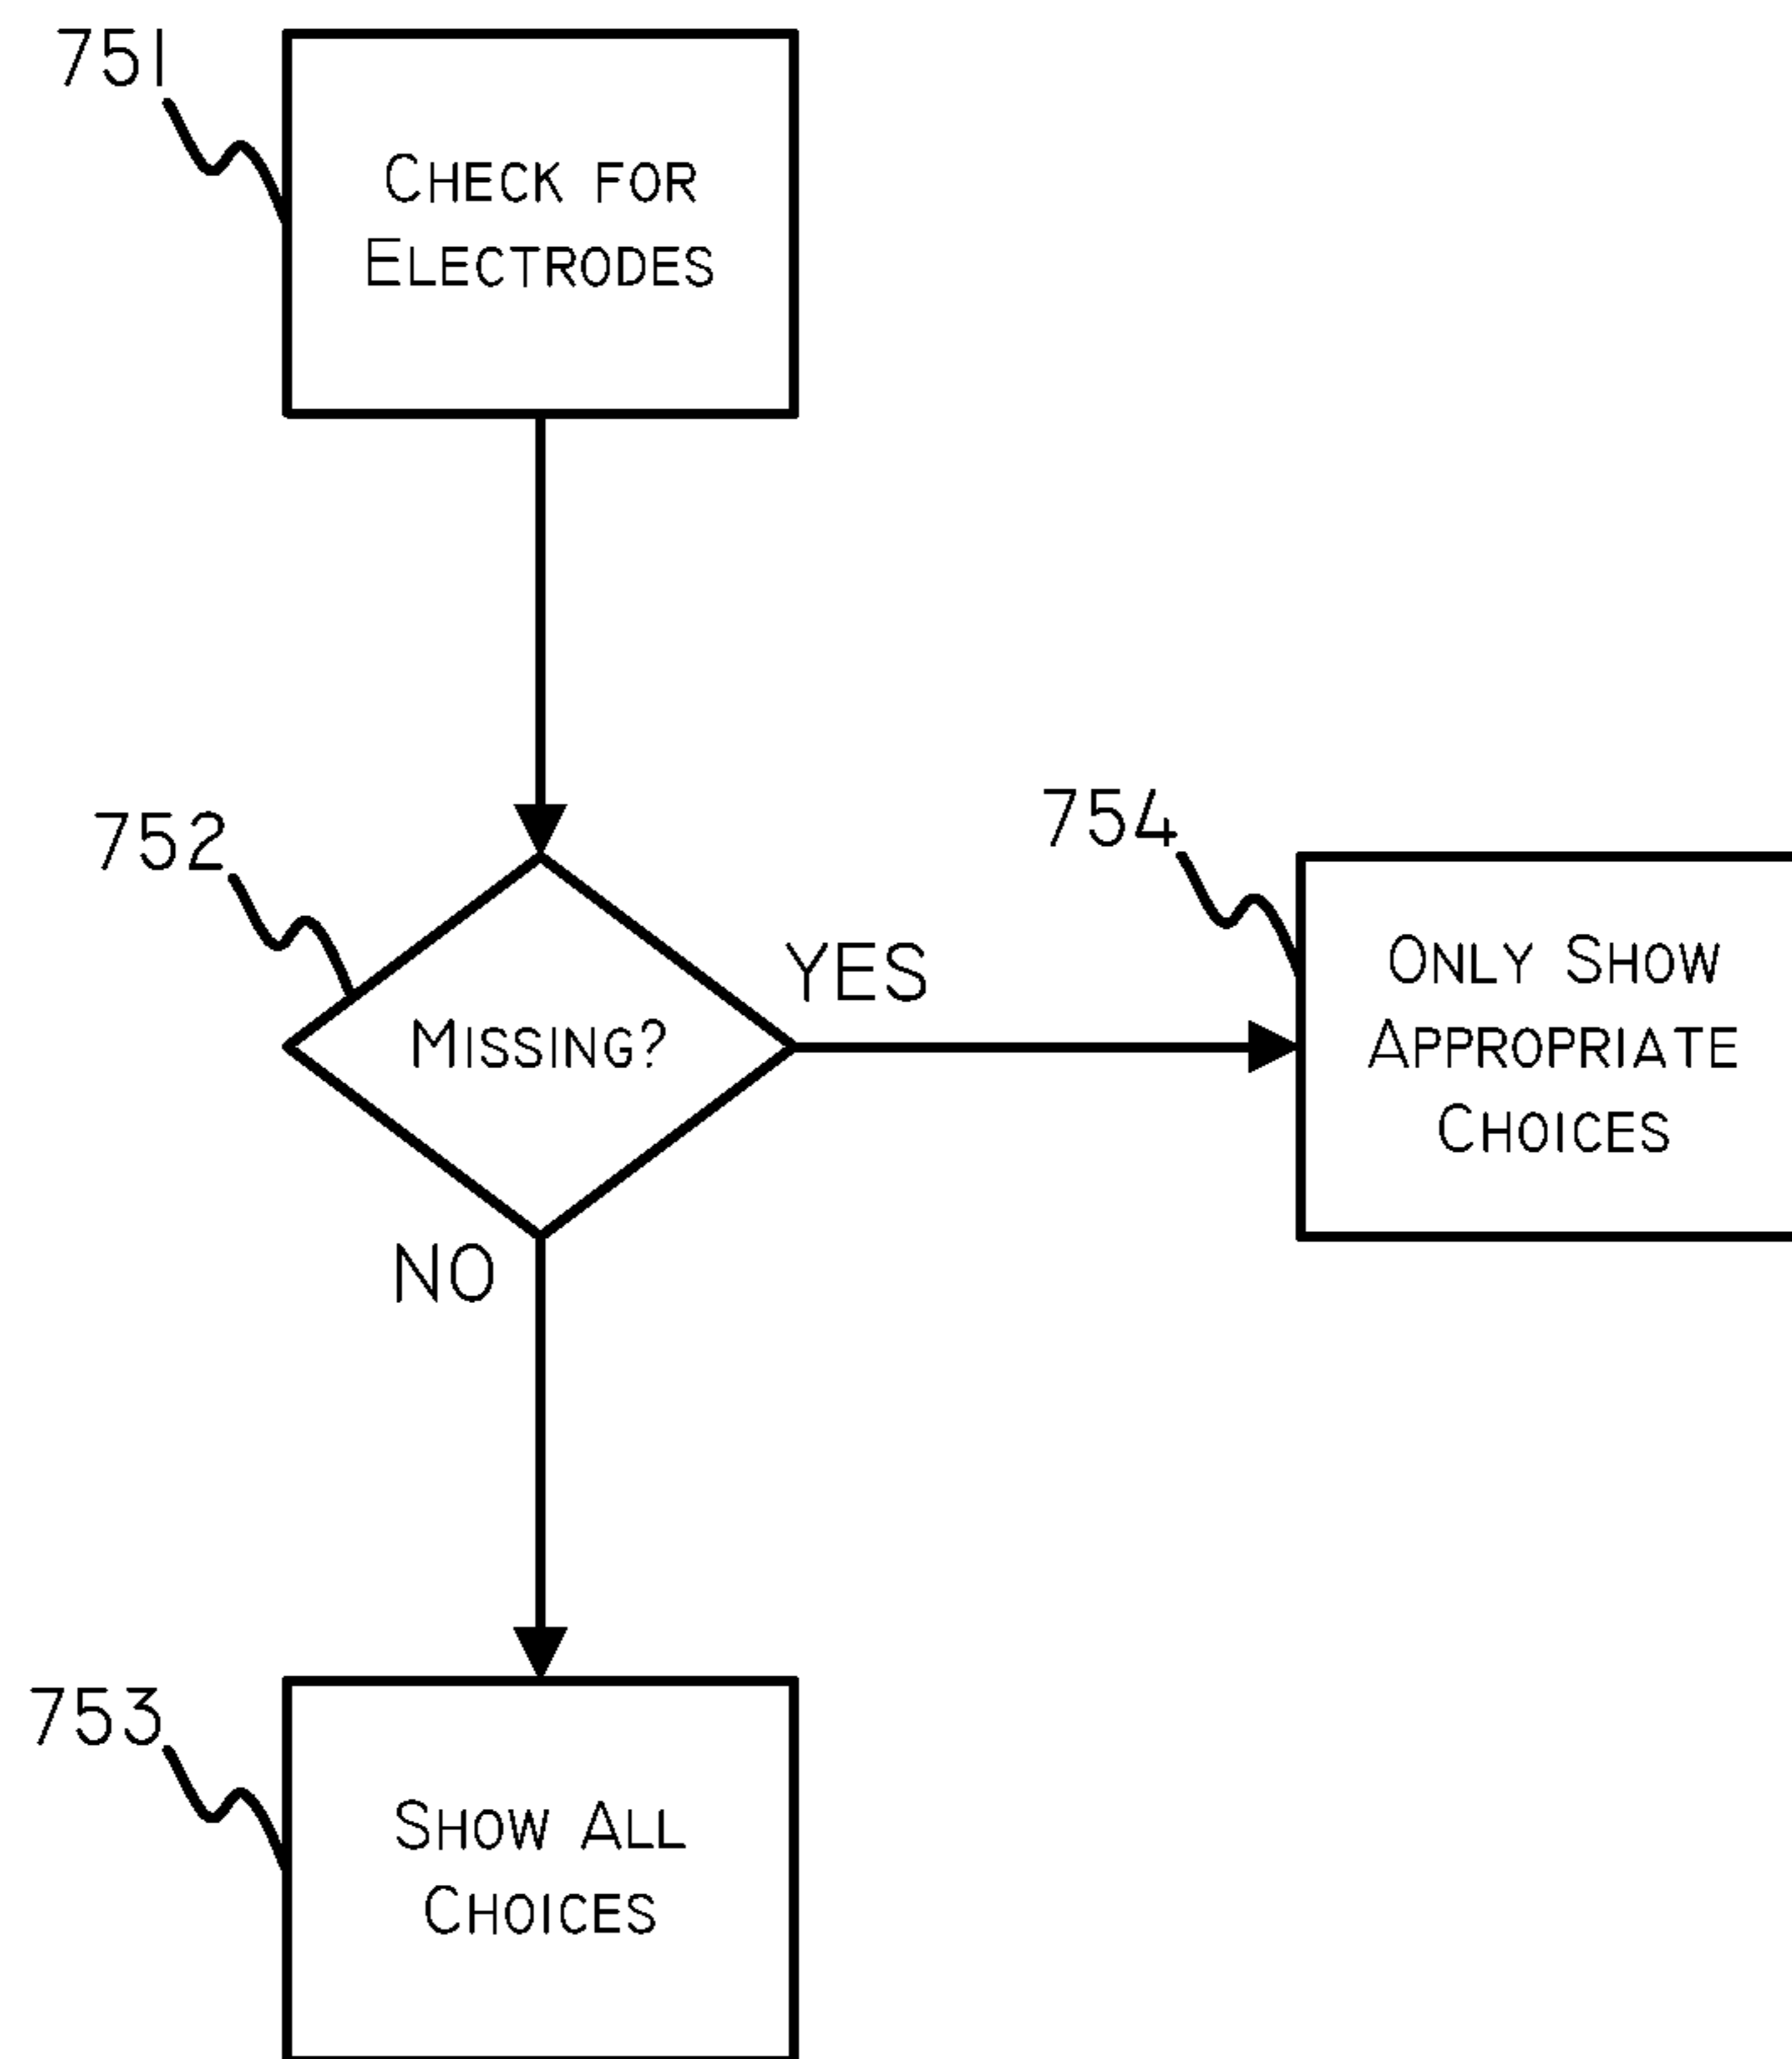 751
Check for
Electrodes
752
Missing?
YES
NO
754
Only Show
Appropriate
Choices
753
Show All
Choices